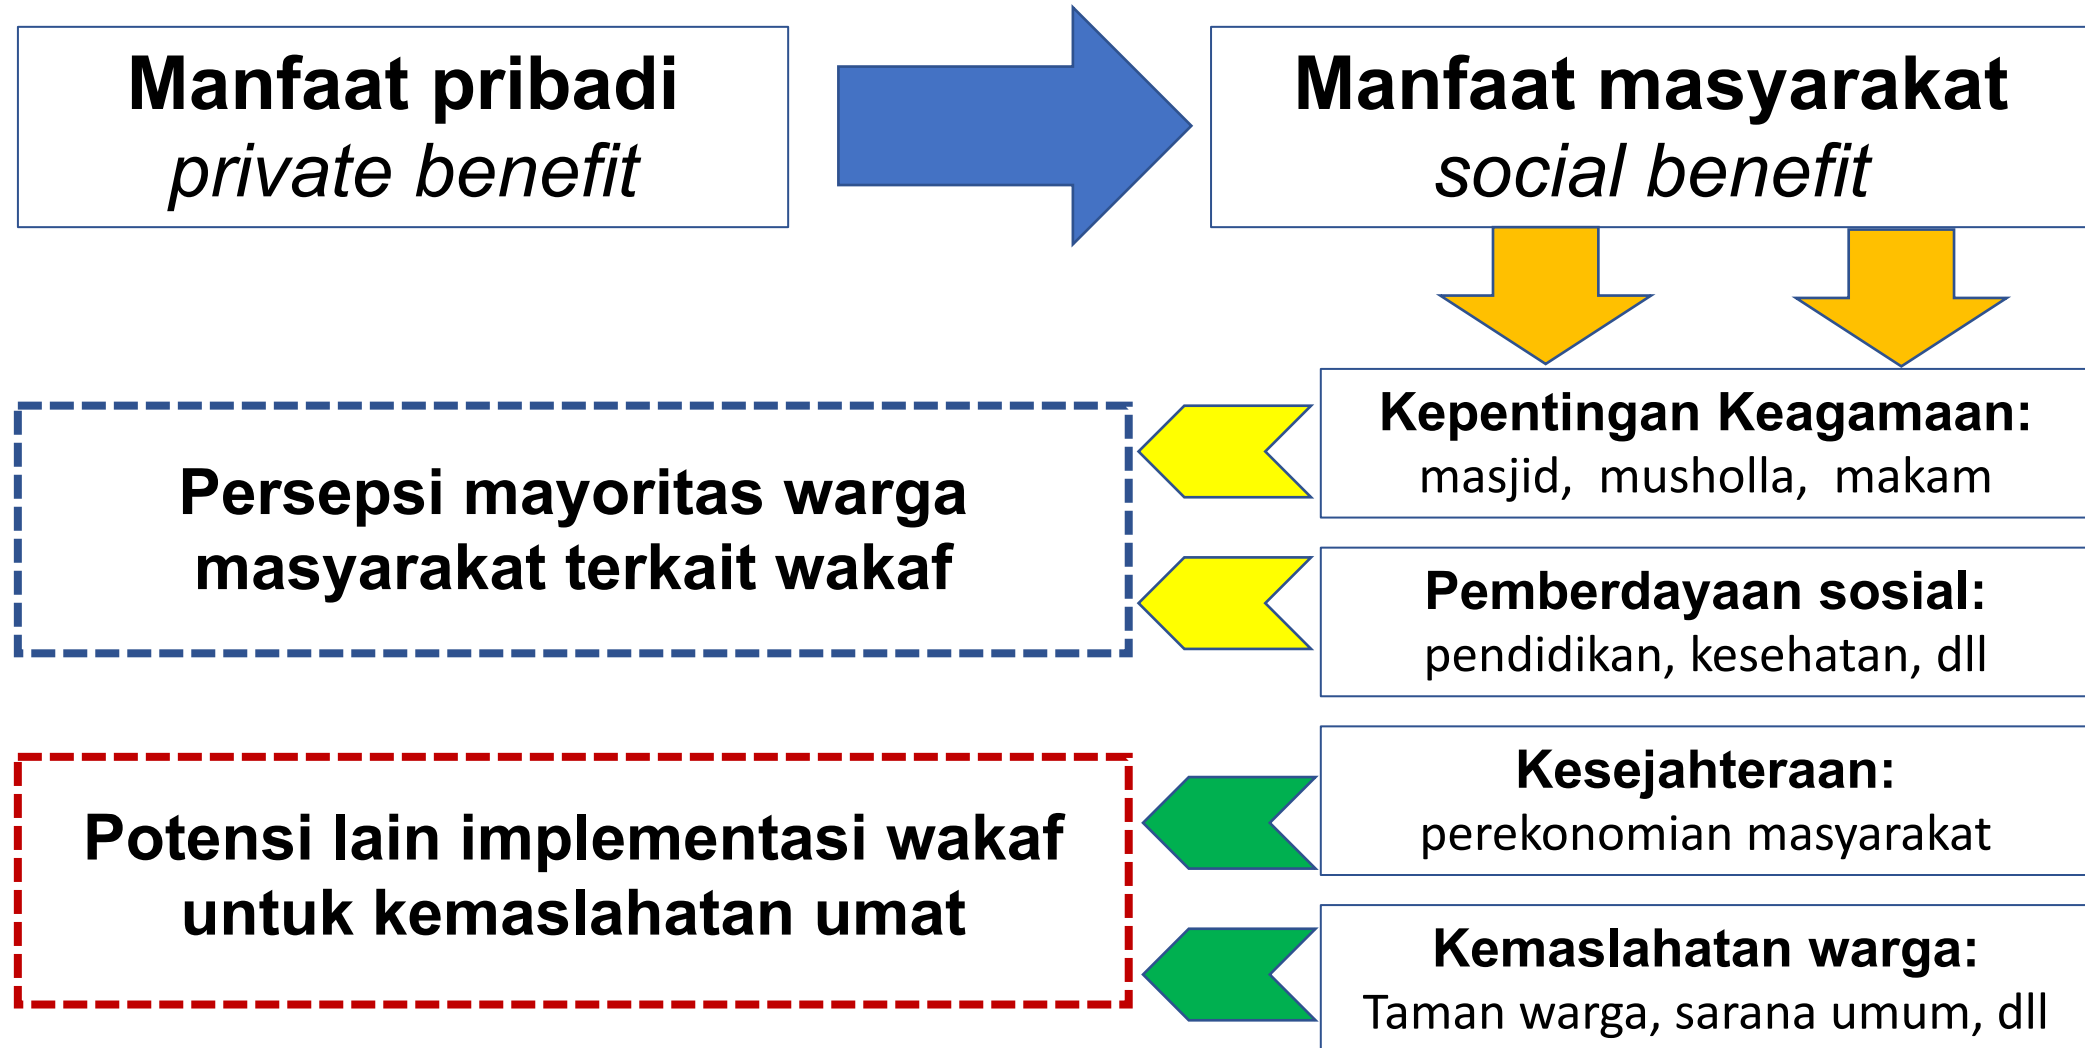 Manfaat pribadi
private benefit
Manfaat masyarakat
social benefit
Kepentingan Keagamaan:
masjid, musholla, makam
Persepsi mayoritas warga
masyarakat terkait wakaf
Pemberdayaan sosial:
pendidikan, kesehatan, dll
Kesejahteraan:
perekonomian masyarakat
Potensi lain implementasi wakaf
untuk kemaslahatan umat
Kemaslahatan warga:
Taman warga, sarana umum, dll